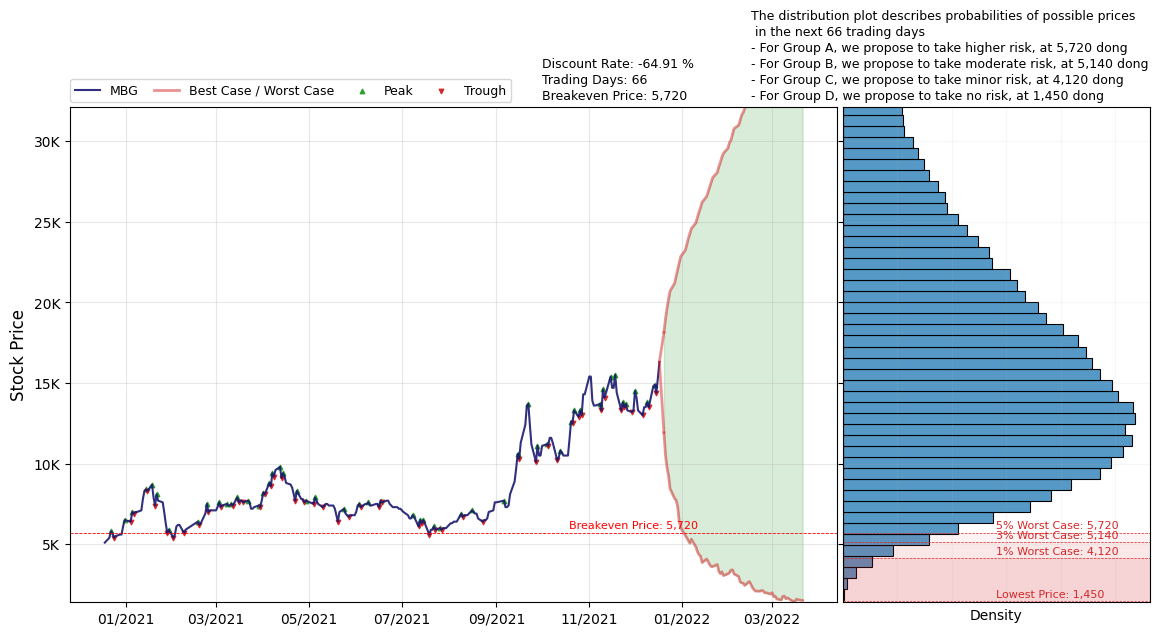 The distribution plot describes probabilities of possible prices
in the next 66 trading days
- For Group A, we propose to take higher risk, at 5,720 dong
- For Group B, we propose to take moderate risk, at 5,140 dong
- For Group C, we propose to take minor risk, at 4,120 dong
- For Group D, we propose to take no risk, at 1,450 dong
Discount Rate: -64.91 %
Trading Days: 66
Breakeven Price: 5,720
MBG
Best Case / Worst Case
Peak
Trough
Stock Price
30K
25K
20K
15K
10K
5K
Breakeven Price: 5,720
5% Worst Case: 5,720
3% Worst Case: 5,140
1% Worst Case: 4,120
Lowest Price: 1,450
01/2021
03/2021
05/2021
07/2021
09/2021
11/2021
01/2022
03/2022
Density